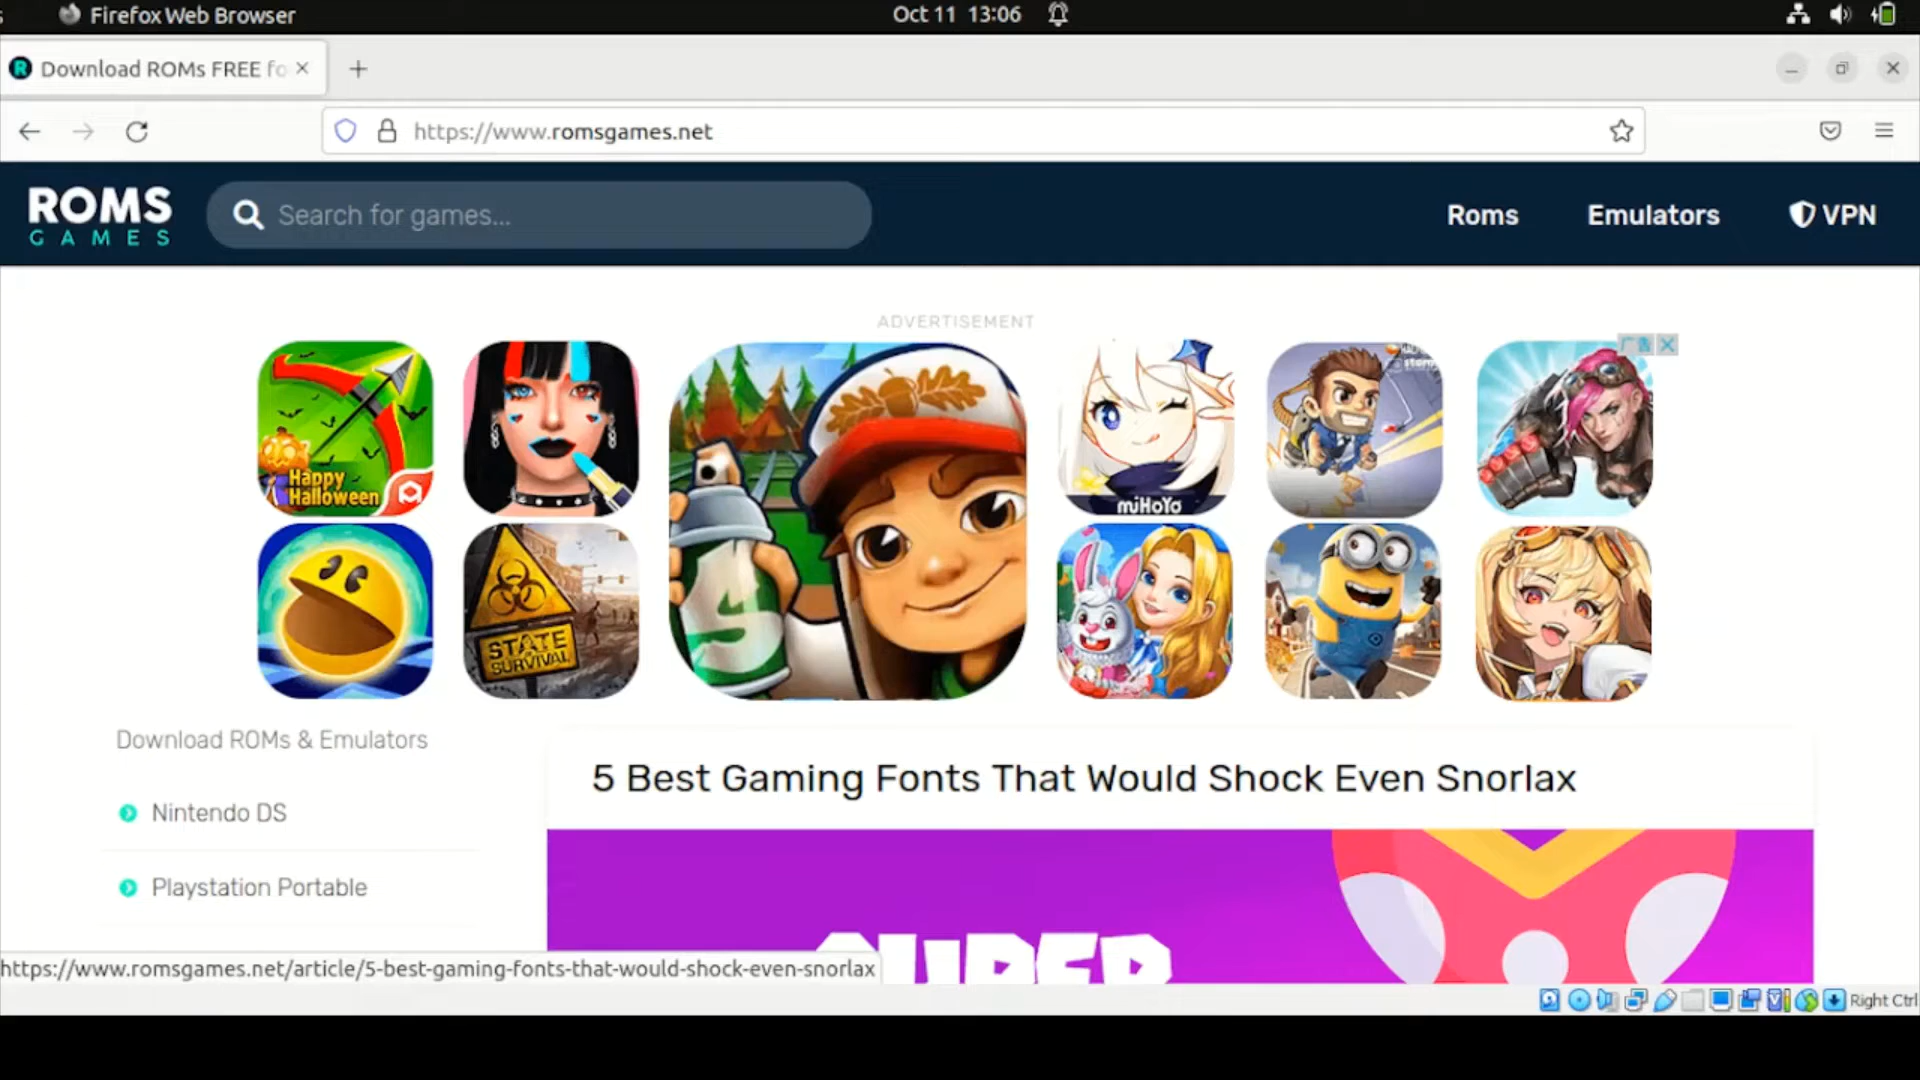 Firefox Web Browser
Oct 11 13:06
Download ROMs FREE fo
https://www.romsgames.net
ROMS
GAMES
Search for games...
Roms
Emulators
VPN
ADVERTISEMENT
Happy
Halloween
miHoYo
STATE
SURVIVAL
Download ROMs & Emulators
5 Best Gaming Fonts That Would Shock Even Snorlax
Nintendo DS
Playstation Portable
SUPER
https://www.romsgames.net/article/5-best-gaming-fonts-that-would-shock-even-snorlax
Right Ctrl